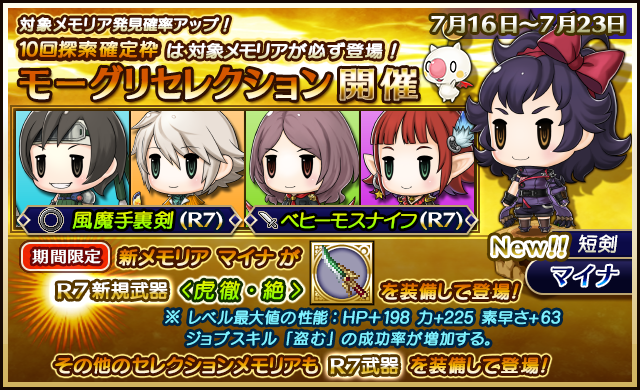 対象メモリア発見確率アップ！
7月16日～7月23日
10回探索確定枠 は対象メモリアが必ず登場！
モーグリセレクション開催
風魔手裏剣 (R7)
ベヒーモスナイフ (R7)
New!! 短剣
マイナ
期間限定 新メモリア マイナが
R7 新規武器 <虎徹・絶> を装備して登場！
※ レベル最大値の性能：HP+198 力+225 素早さ+63
ジョブスキル「盗む」の成功率が増加する。
その他のセレクションメモリアも R7武器 を装備して登場！